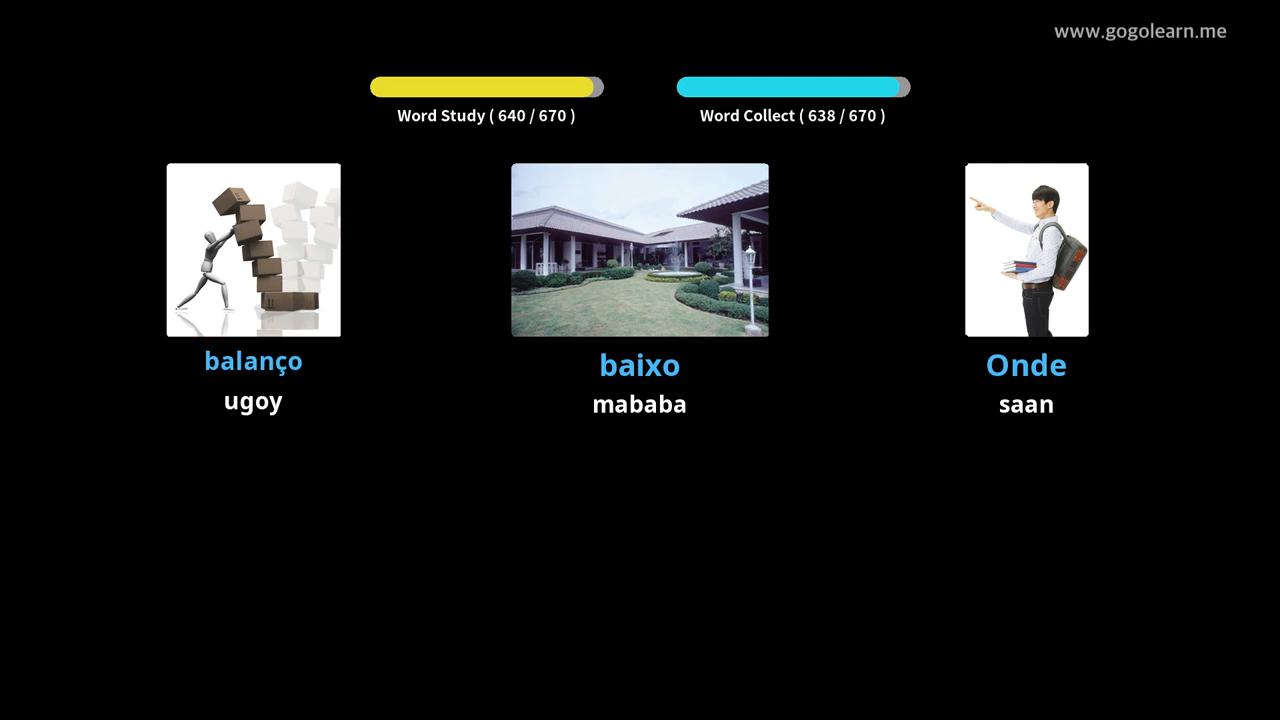 www.gogolearn.me
Word Study ( 640 / 670 )
Word Collect ( 638 / 670 )
balanço
ugoy
baixo
mababa
Onde
saan